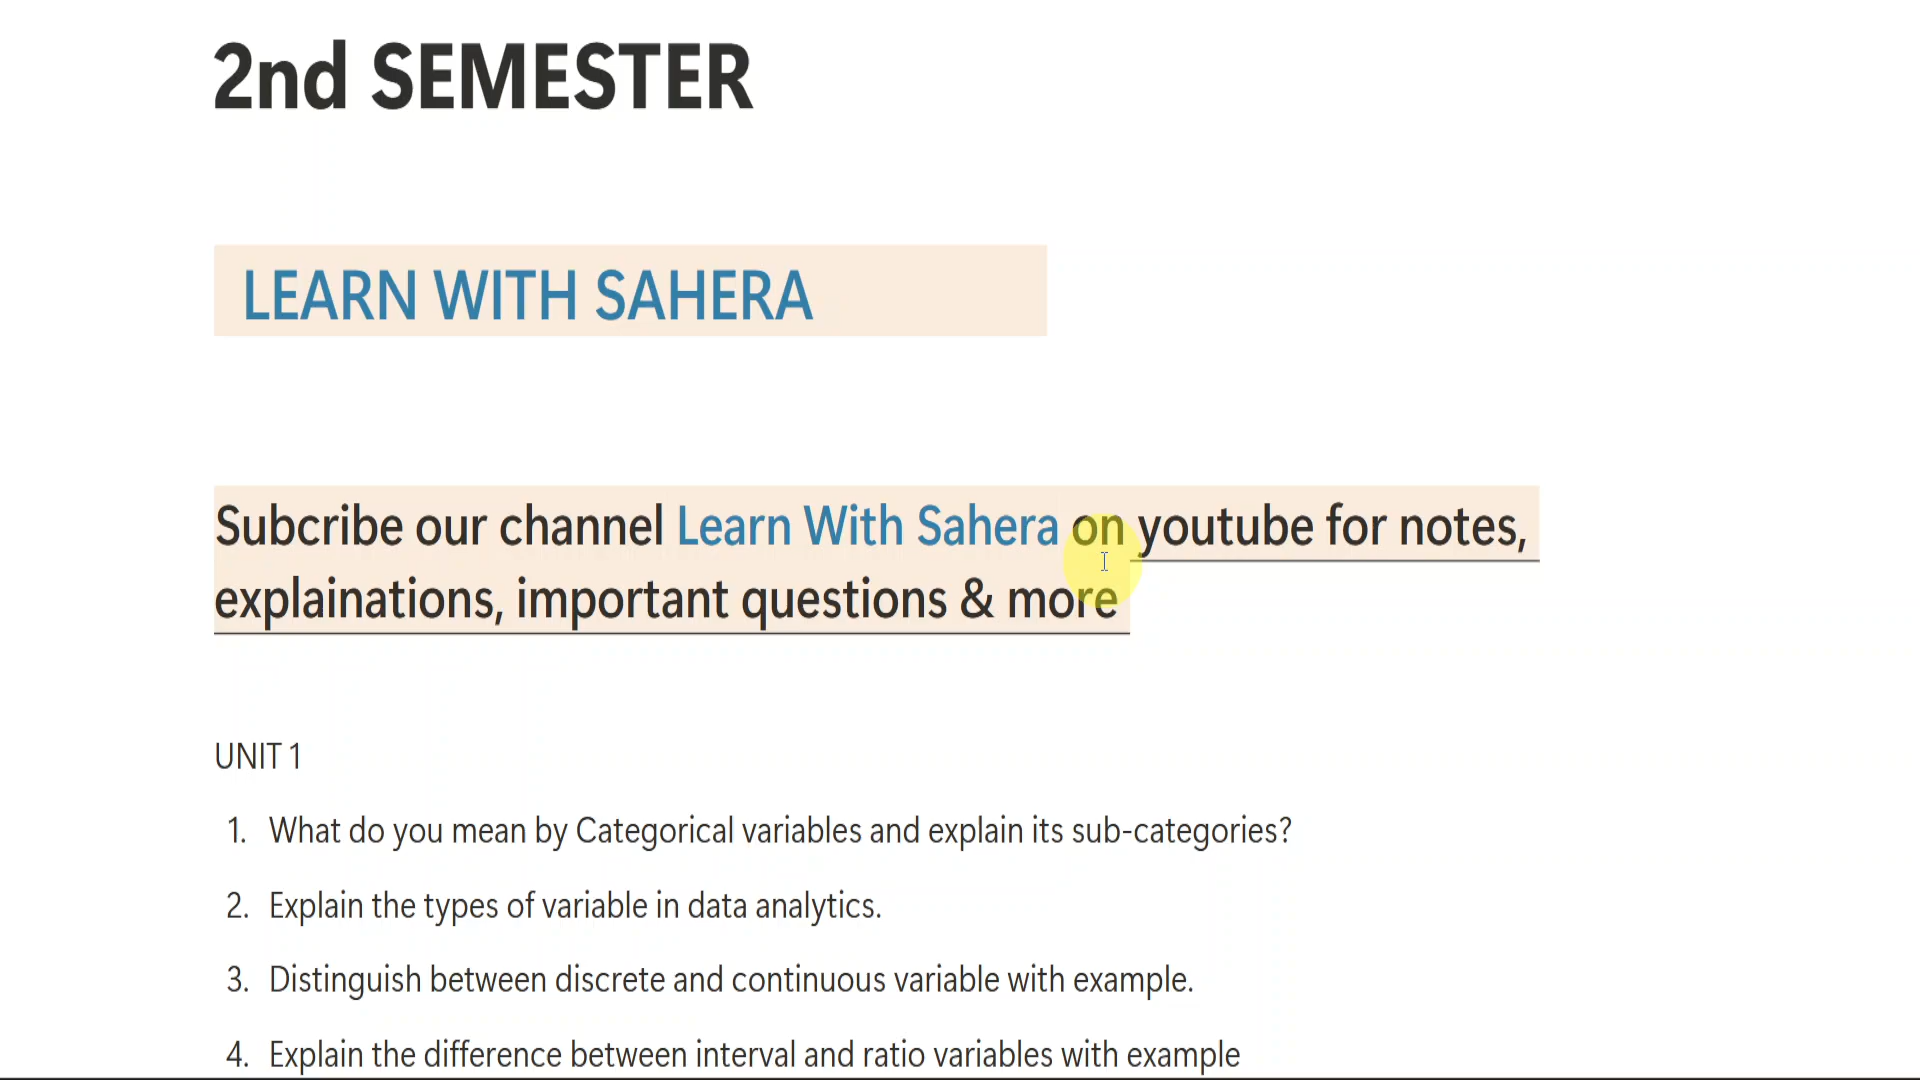 2nd SEMESTER
LEARN WITH SAHERA
Subcribe our channel Learn With Sahera on youtube for notes,
explainations, important questions & more
UNIT 1
1. What do you mean by Categorical variables and explain its sub-categories?
2. Explain the types of variable in data analytics.
3. Distinguish between discrete and continuous variable with example.
4. Explain the difference between interval and ratio variables with example